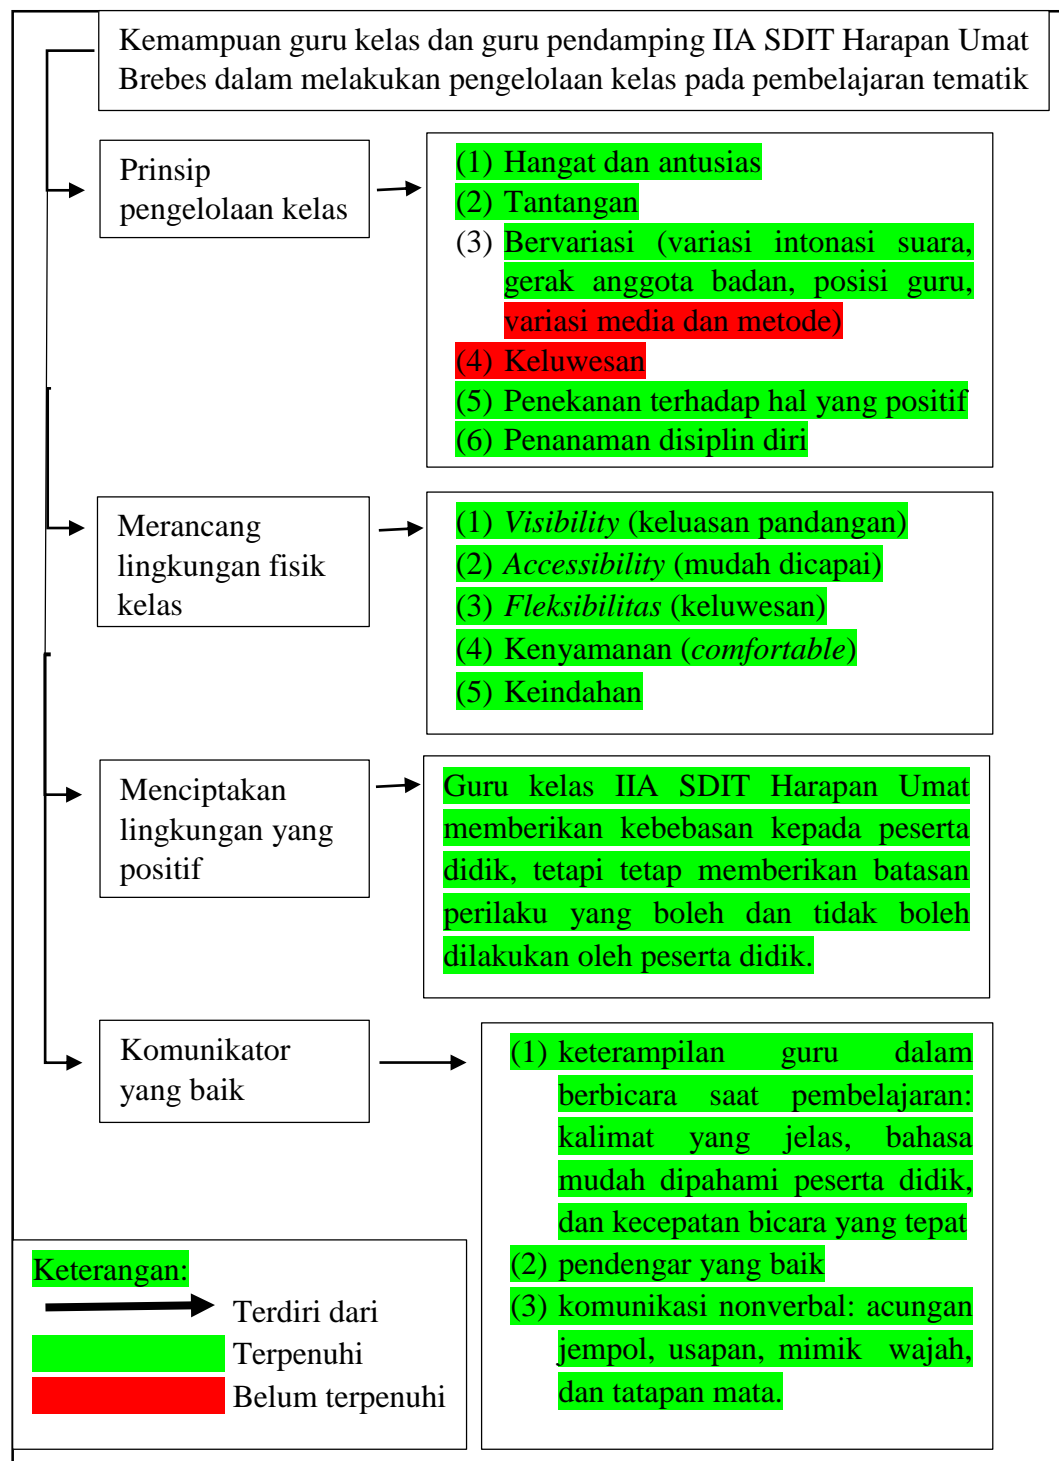 Kemampuan guru kelas dan guru pendamping IIA SDIT Harapan Umat
Brebes dalam melakukan pengelolaan kelas pada pembelajaran tematik
Prinsip
pengelolaan kelas
(1) Hangat dan antusias
(2) Tantangan
(3) Bervariasi (variasi intonasi suara,
gerak anggota badan, posisi guru,
variasi media dan metode)
(4) Keluwesan
(5) Penekanan terhadap hal yang positif
(6) Penanaman disiplin diri
Merancang
lingkungan fisik
kelas
(1) Visibility (keluasan pandangan)
(2) Accessibility (mudah dicapai)
(3) Fleksibilitas (keluwesan)
(4) Kenyamanan (comfortable)
(5) Keindahan
Menciptakan
lingkungan yang
positif
Guru kelas IIA SDIT Harapan Umat
memberikan kebebasan kepada peserta
didik, tetapi tetap memberikan batasan
perilaku yang boleh dan tidak boleh
dilakukan oleh peserta didik.
Komunikator
yang baik
(1) keterampilan guru dalam
berbicara saat pembelajaran:
kalimat yang jelas, bahasa
mudah dipahami peserta didik,
dan kecepatan bicara yang tepat
(2) pendengar yang baik
(3) komunikasi nonverbal: acungan
jempol, usapan, mimik wajah,
dan tatapan mata.
Keterangan:
Terdiri dari
Terpenuhi
Belum terpenuhi